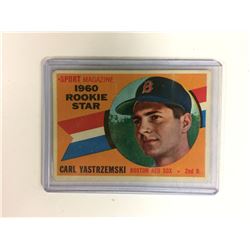 SPORT MAGAZINE
1960
ROOKIE
STAR
B
CARL YASTRZEMSKI
BOSTON RED SOX - 2nd B.